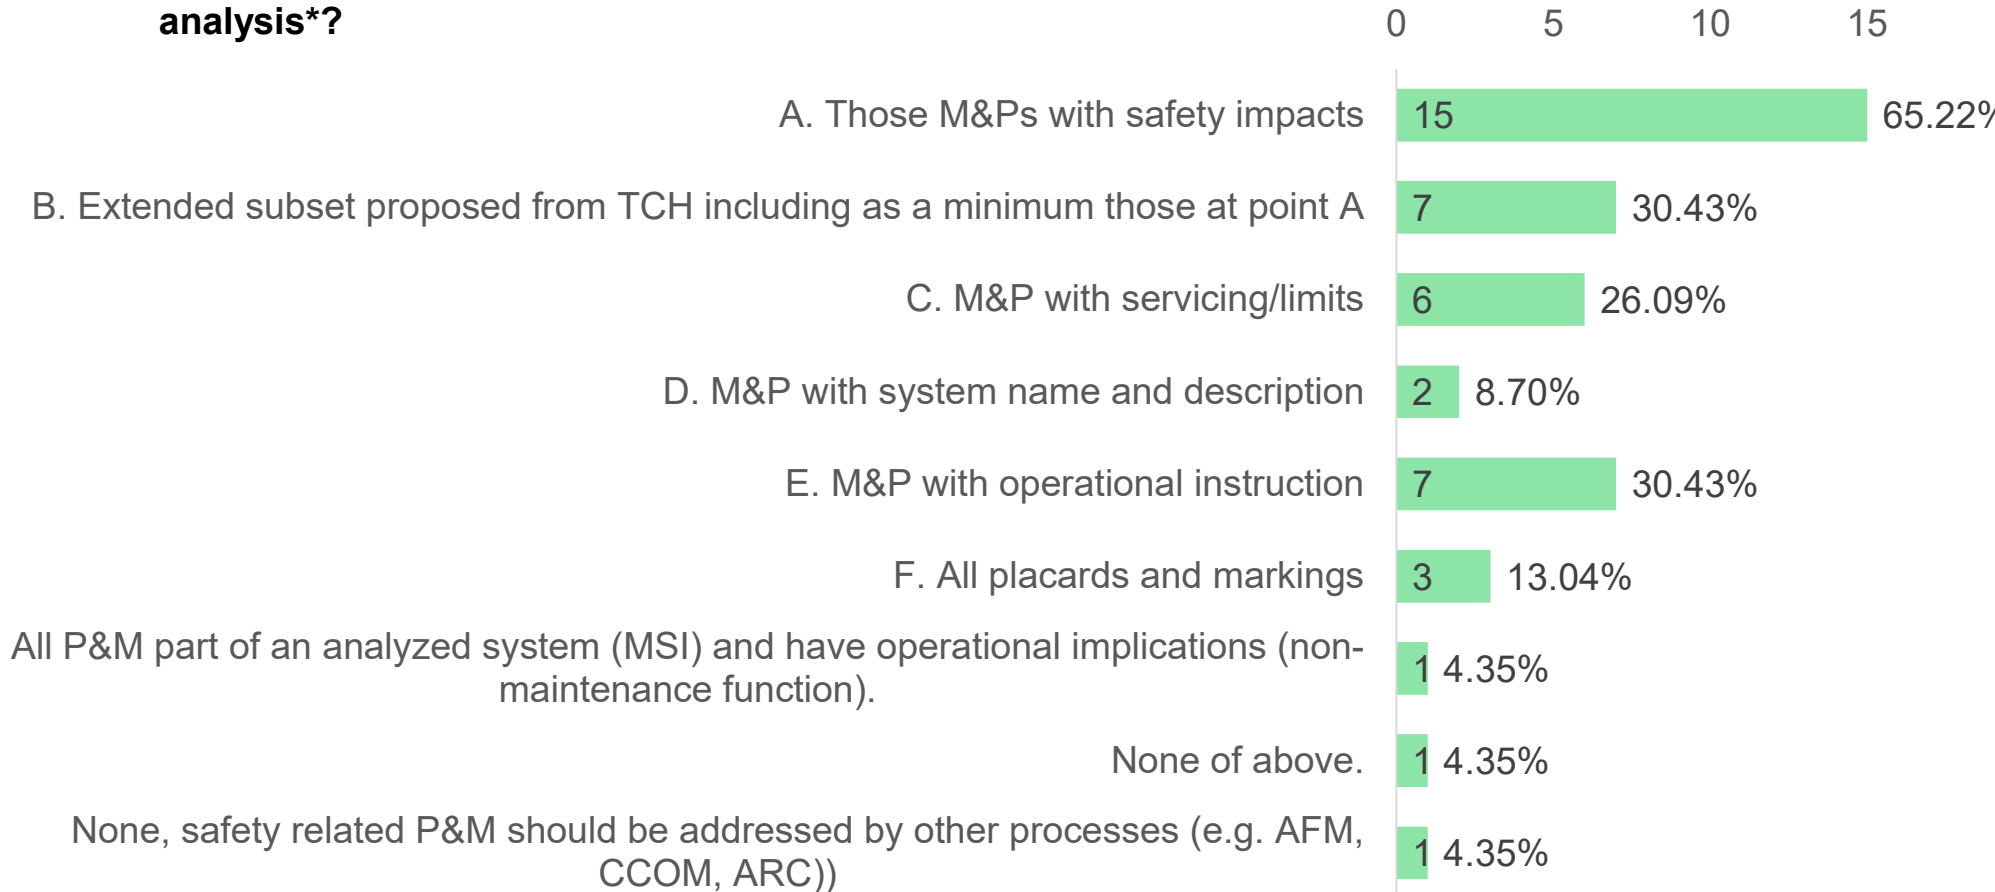 analysis*?
0 5 10 15
A. Those M&Ps with safety impacts 15 65.22%
B. Extended subset proposed from TCH including as a minimum those at point A 7 30.43%
C. M&P with servicing/limits 6 26.09%
D. M&P with system name and description 2 8.70%
E. M&P with operational instruction 7 30.43%
F. All placards and markings 3 13.04%
All P&M part of an analyzed system (MSI) and have operational implications (non-
maintenance function). 1 4.35%
None of above. 1 4.35%
None, safety related P&M should be addressed by other processes (e.g. AFM,
CCOM, ARC)) 1 4.35%